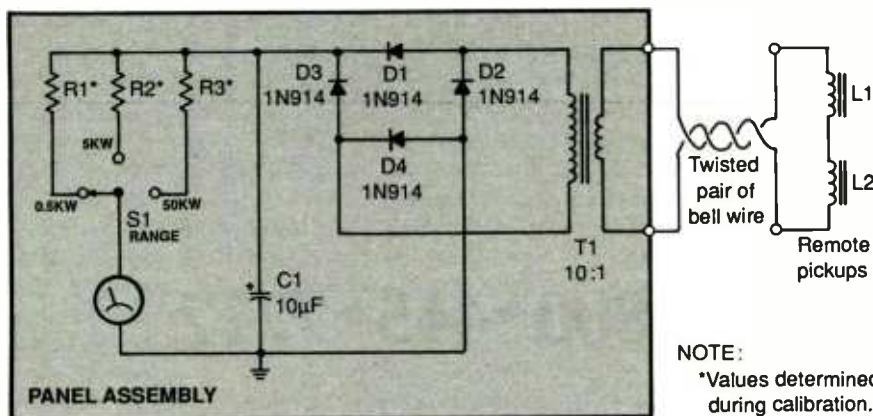 R1*
R2*
R3*
D3
1N914
D1
1N914
D2
1N914
D4
1N914
5KW
0.5KW
50KW
S1
RANGE
C1
+
10µF
T1
10:1
Twisted
pair of
bell wire
L1
L2
Remote
pickups
PANEL ASSEMBLY
NOTE:
*Values determined
during calibration.